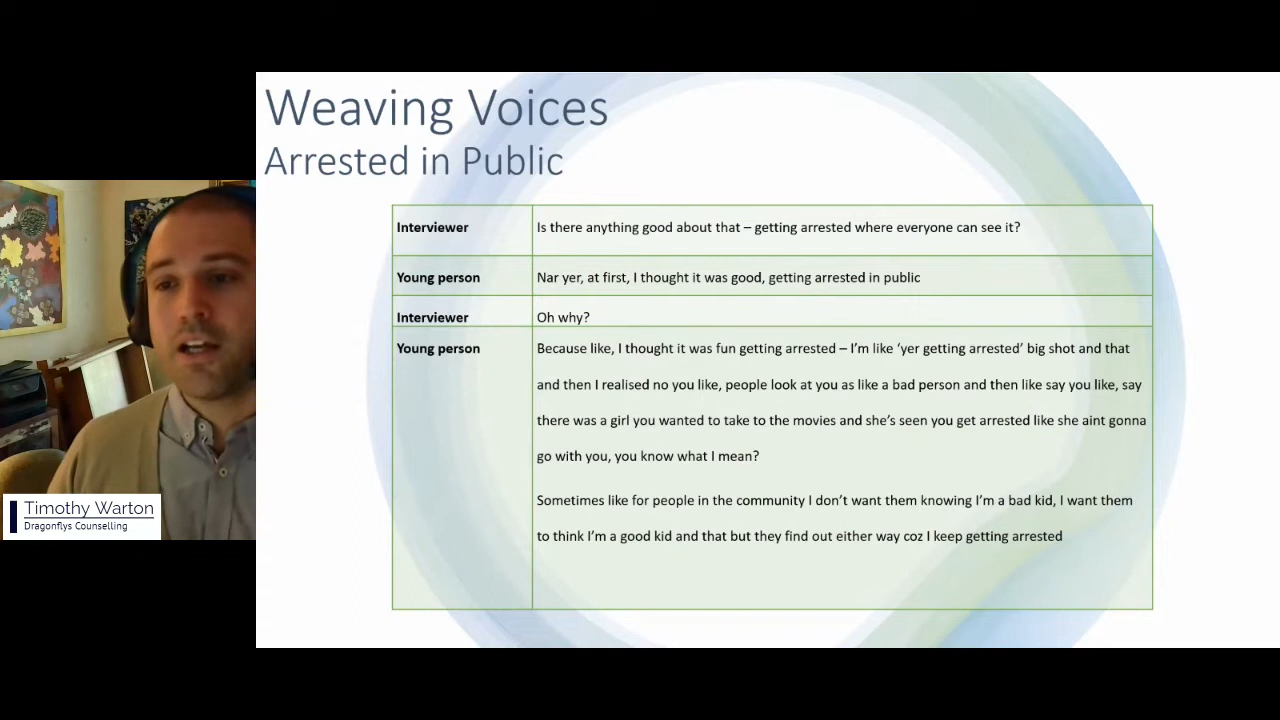 Weaving Voices
Arrested in Public
Interviewer
Is there anything good about that – getting arrested where everyone can see it?
Young person
Nar yer, at first, I thought it was good, getting arrested in public
Interviewer
Oh why?
Young person
Because like, I thought it was fun getting arrested – I’m like ‘yer getting arrested’ big shot and that
and then I realised no you like, people look at you as like a bad person and then like say you like, say
there was a girl you wanted to take to the movies and she’s seen you get arrested like she aint gonna
go with you, you know what I mean?
Sometimes like for people in the community I don’t want them knowing I’m a bad kid, I want them
to think I’m a good kid and that but they find out either way coz I keep getting arrested
Timothy Warton
Dragonflys Counselling